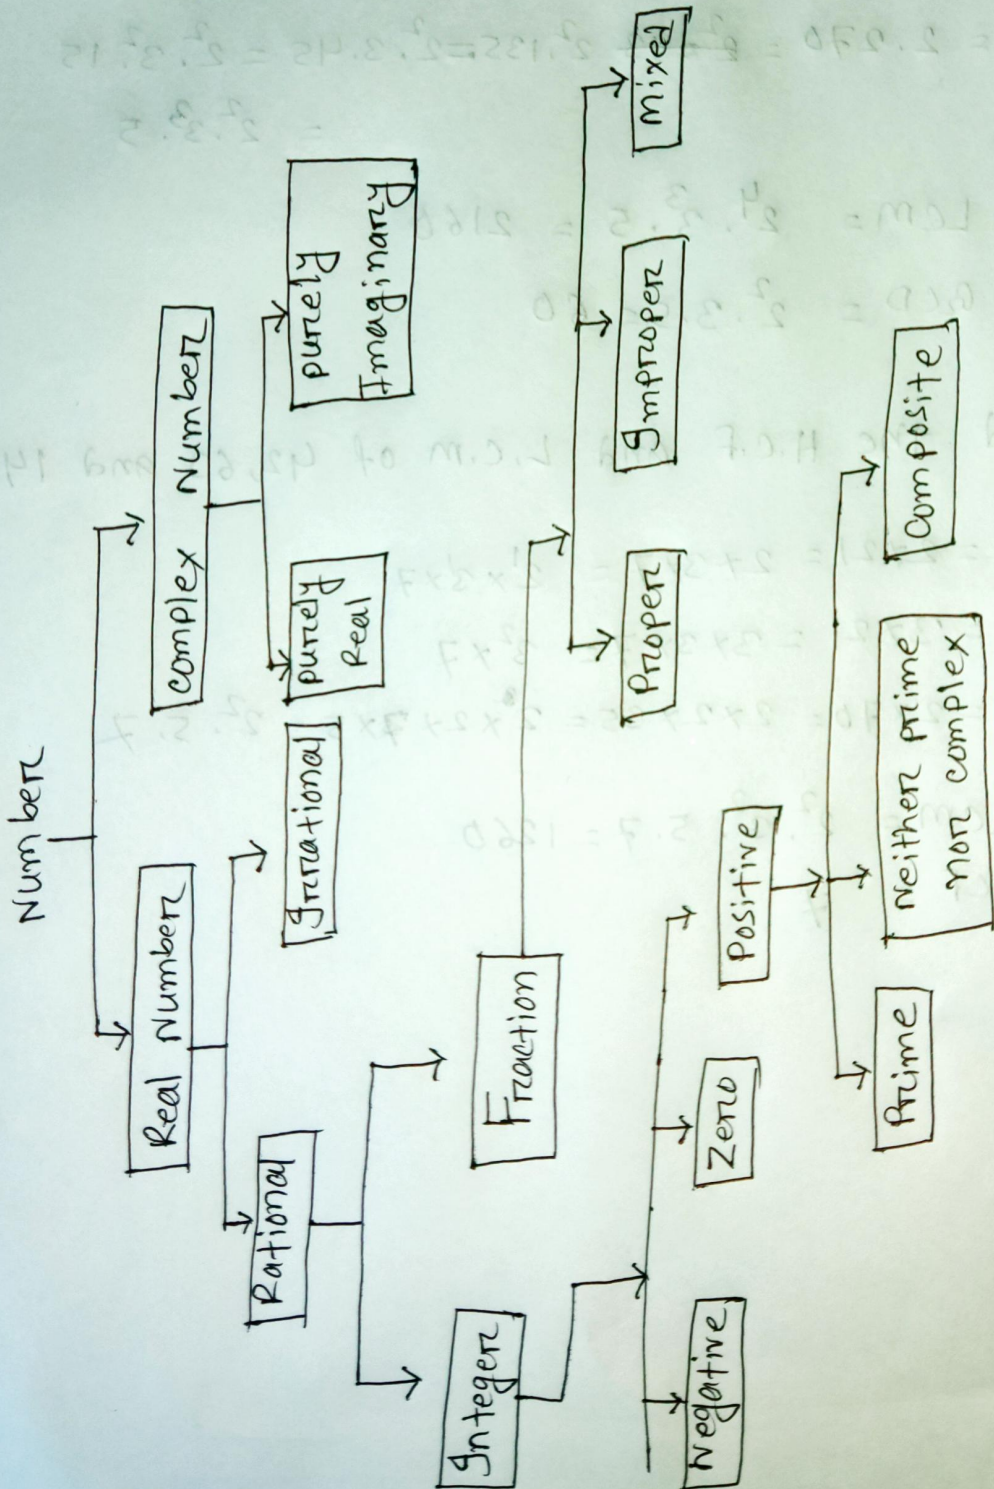 Number
Real Number
complex Number
Rational
Irrational
purely
Real
purely
Imaginary
Integer
Fraction
Negative
Zero
Positive
Proper
Improper
mixed
Prime
Neither prime
nor complex
Composite